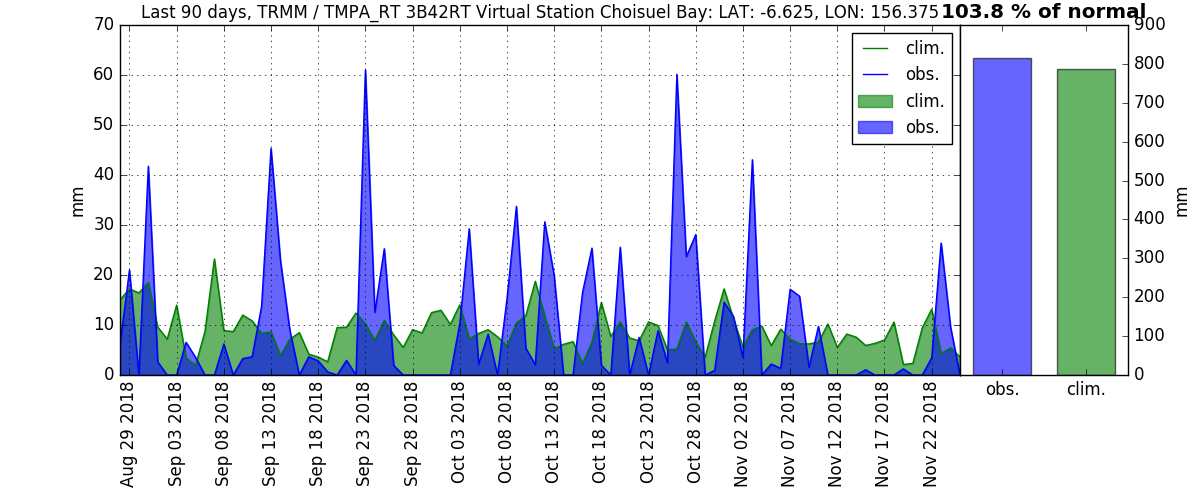 Last 90 days, TRMM / TMPA_RT 3B42RT Virtual Station Choisuel Bay: LAT: -6.625, LON: 156.375
103.8 % of normal
70
60
50
40
30
20
10
0
mm
clim.
obs.
clim.
obs.
900
800
700
600
500
400
300
200
100
0
mm
obs.
clim.
Aug 29 2018
Sep 03 2018
Sep 08 2018
Sep 13 2018
Sep 18 2018
Sep 23 2018
Sep 28 2018
Oct 03 2018
Oct 08 2018
Oct 13 2018
Oct 18 2018
Oct 23 2018
Oct 28 2018
Nov 02 2018
Nov 07 2018
Nov 12 2018
Nov 17 2018
Nov 22 2018